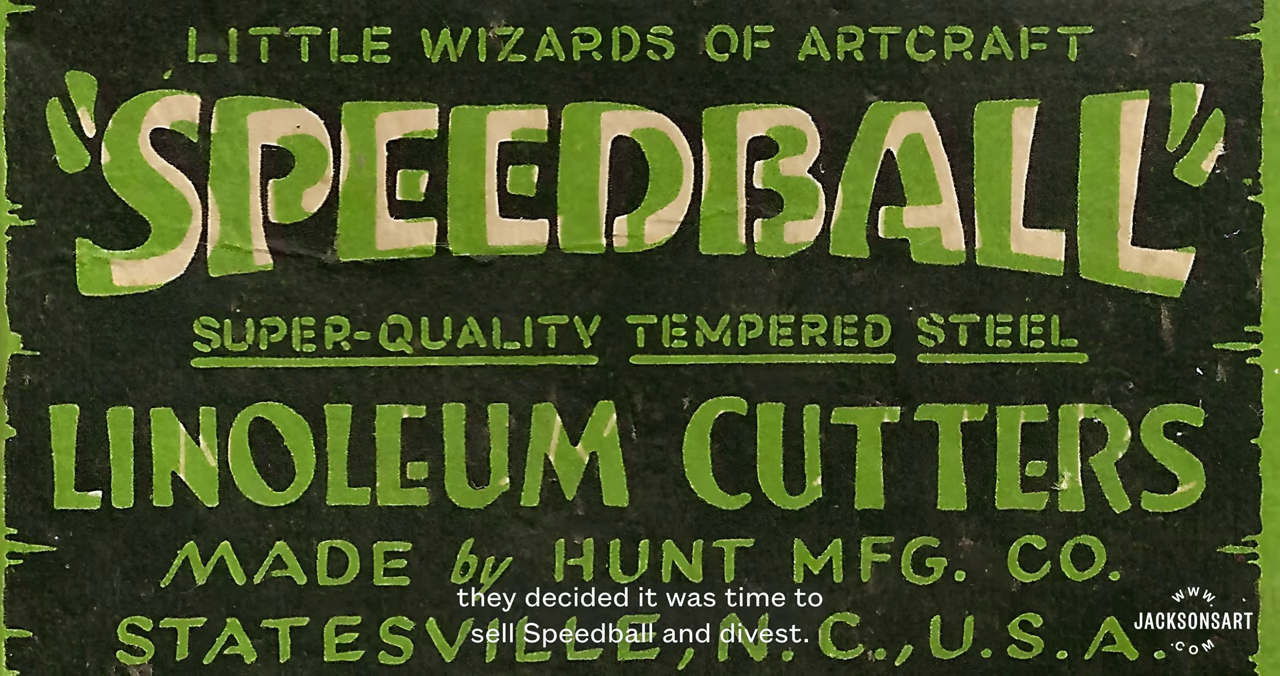 LITTLE WIZARDS OF ARTCRAFT
"SPEEDBALL"
SUPER-QUALITY TEMPERED STEEL
LINOLEUM CUTTERS
MADE by HUNT MFG. CO.
they decided it was time to
STATESVILLE, N.C., U.S.A.
sell Speedball and divest.
WWW.
JACKSONSART
.COM